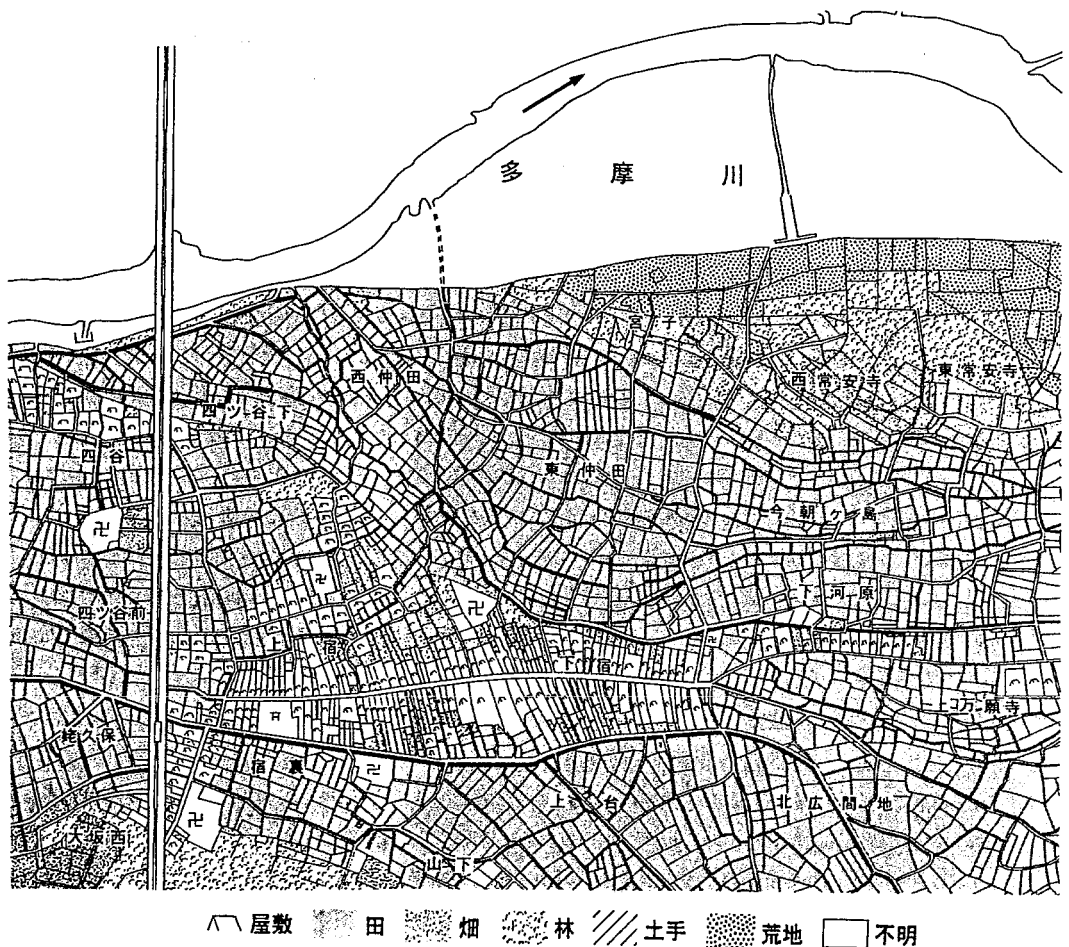 多摩川
宮ノ子
西仲田
西常安寺
東常安寺
四ツ谷下
四谷
東仲田
今朝ケ島
四ツ谷前
下河原
上宿
下宿
万願寺
姥久保
宿裏
上台
北広間地
大坂西
山下
屋敷 田 畑 林 土手 荒地 不明